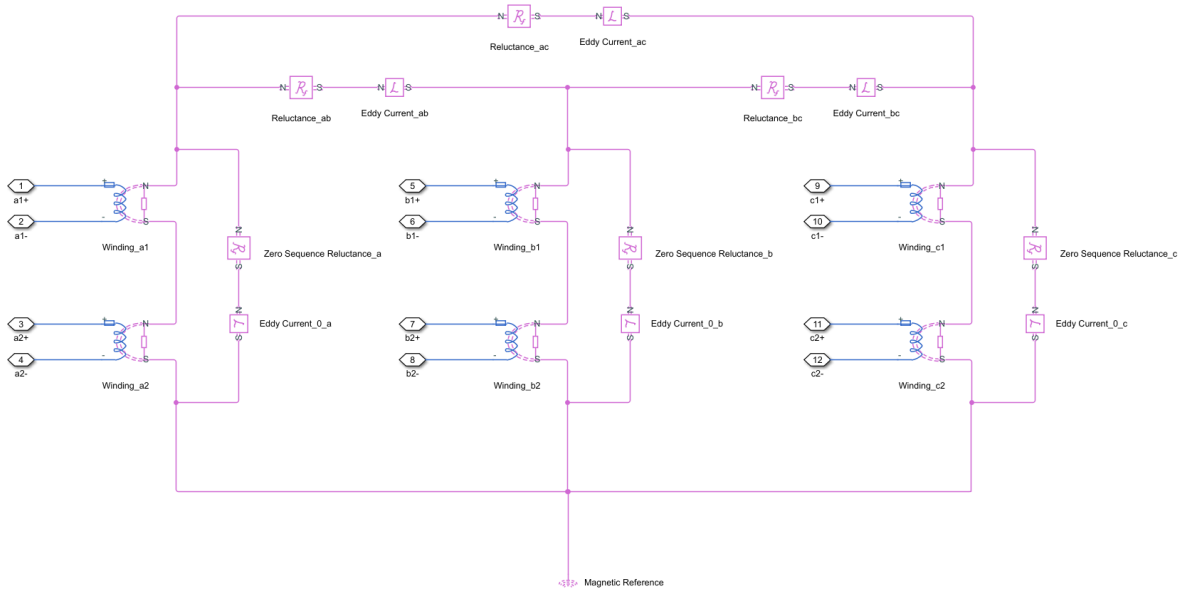 N R S N L S
Reluctance_ac Eddy Current_ac
N R S N L S N R S N L S
Reluctance_ab Eddy Current_ab Reluctance_bc Eddy Current_bc
1 + N 5 + N 9 + N
a1+ b1+ c1+
2 - S 6 - S 10 - S
a1- b1- c1-
Winding_a1 Winding_b1 Winding_c1
N N N
R Zero Sequence Reluctance_a R Zero Sequence Reluctance_b R Zero Sequence Reluctance_c
S S S
N N N
3 + N L Eddy Current_0_a 7 + N L Eddy Current_0_b 11 + N L Eddy Current_0_c
S S S
a2+ b2+ c2+
4 - S 8 - S 12 - S
a2- b2- c2-
Winding_a2 Winding_b2 Winding_c2
Magnetic Reference